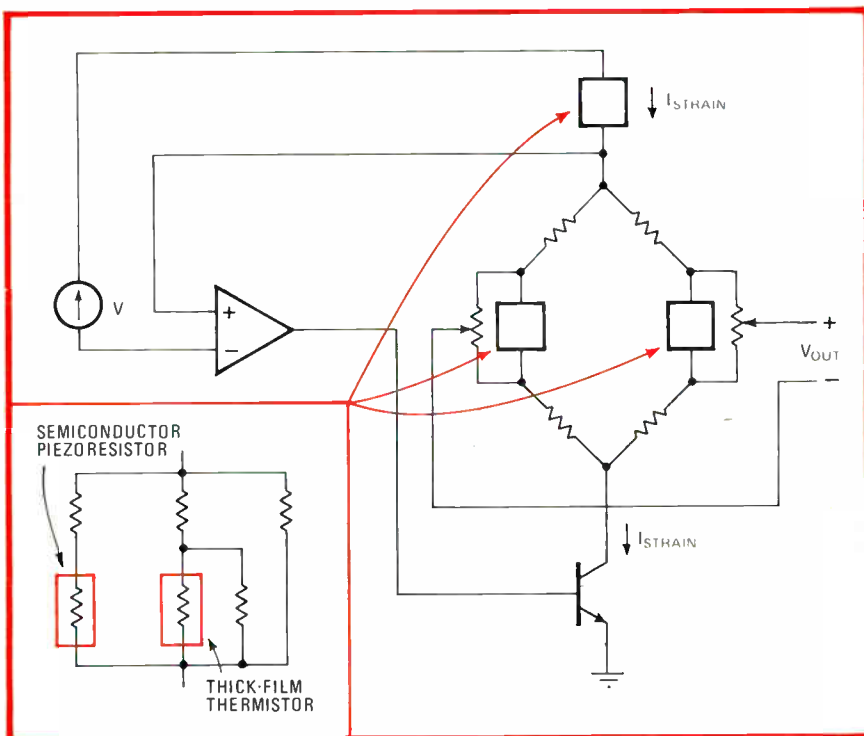 I STRAIN
V
+
−
+
V OUT
−
SEMICONDUCTOR
PIEZORESISTOR
I STRAIN
THICK-FILM
THERMISTOR